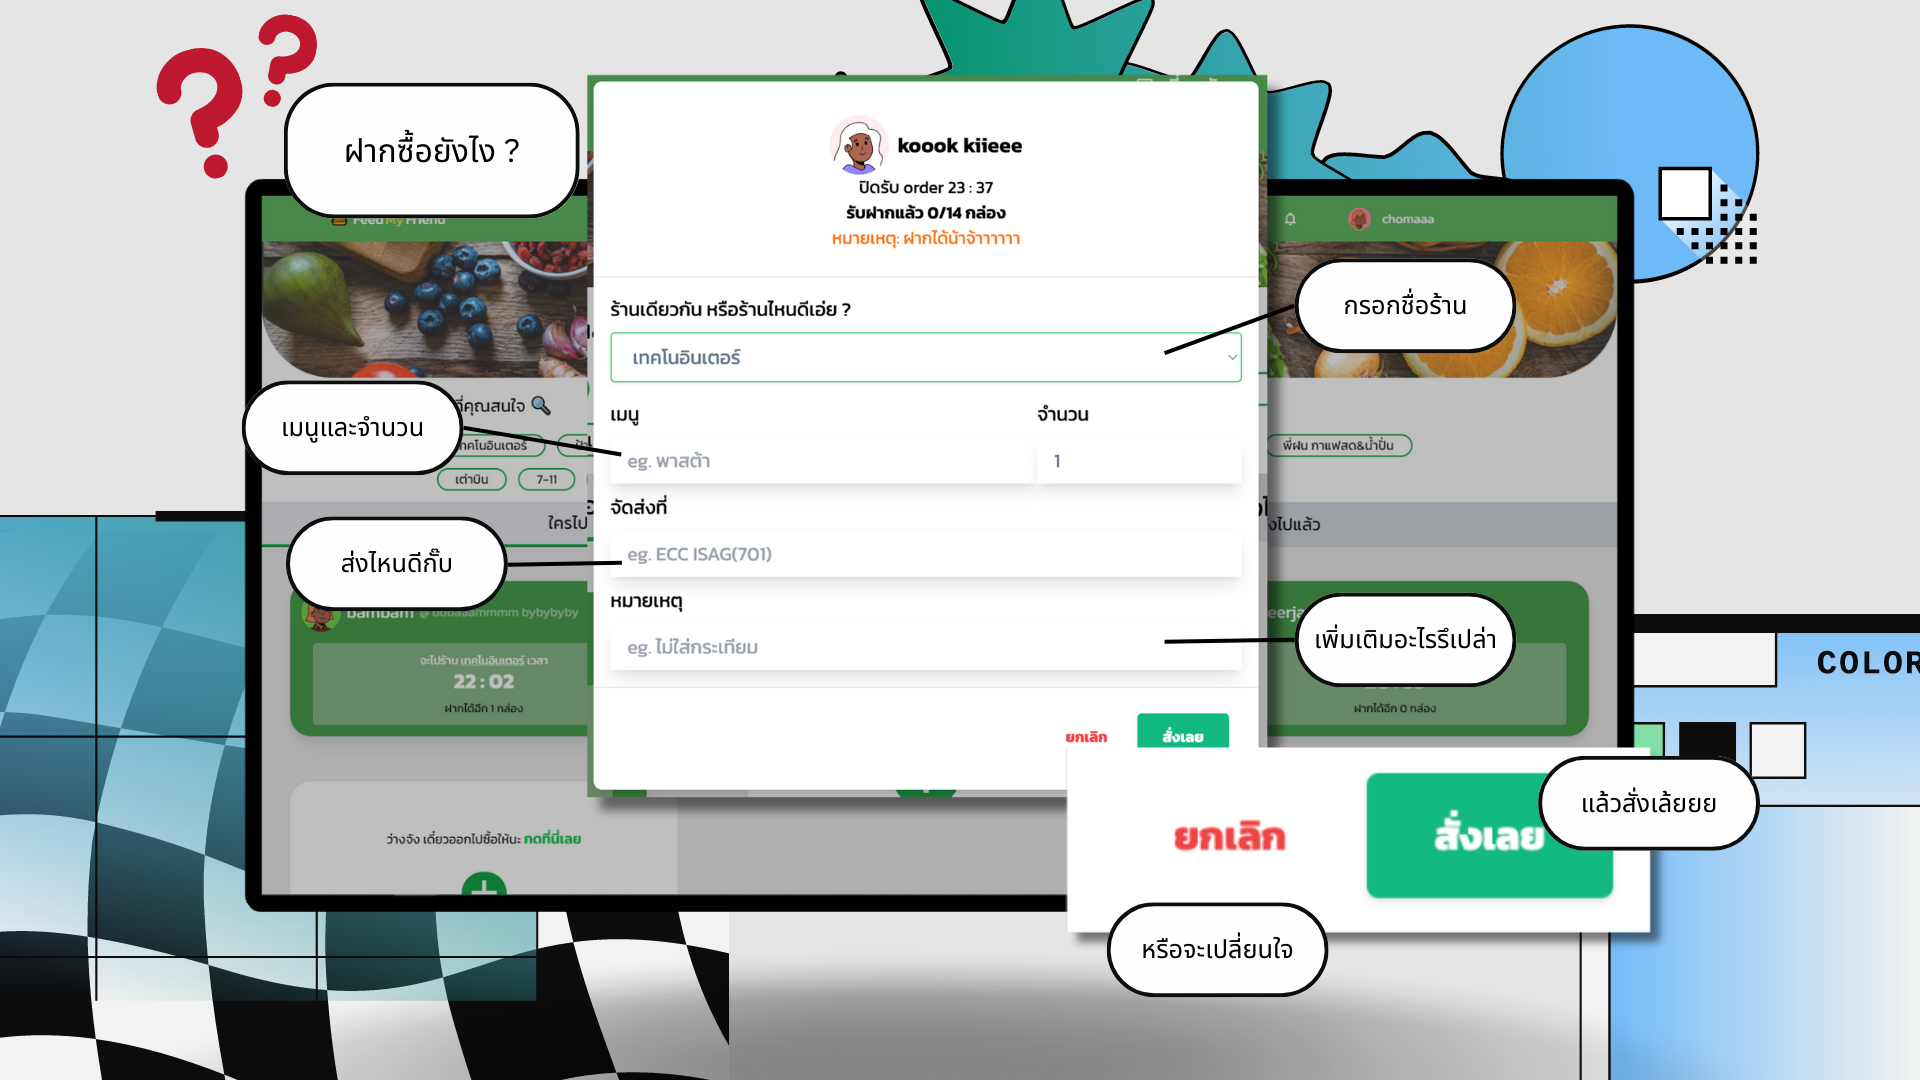 ? ?
ฝากซื้อยังไง ?
Feed My Friend
chomaaa
koook kiieee
ปิดรับ order 23 : 37
รับฝากแล้ว 0/14 กล่อง
หมายเหตุ: ฝากได้น้าจ้าาาาาา
ร้านเดียวกัน หรือร้านไหนดีเอ่ย ?
เทคโนอินเตอร์
กรอกชื่อร้าน
เมนู
จำนวน
eg. พาสต้า
1
เมนูและจำนวน
ที่คุณสนใจ
เทคโนอินเตอร์
เต่าบิน
7-11
พี่ฝน กาแฟสด&น้ำปั่น
จัดส่งที่
eg. ECC ISAG(701)
ส่งไหนดีกั๊บ
ใครไป
งไปแล้ว
หมายเหตุ
eg. ไม่ใส่กระเทียม
เพิ่มเติมอะไรรึเปล่า
bambam @ bbbaaammmm bybybyby
จะไปร้าน เทคโนอินเตอร์ เวลา
22 : 02
ฝากได้อีก 1 กล่อง
ฝากได้อีก 0 กล่อง
COLOR
ยกเลิก
สั่งเลย
ยกเลิก
สั่งเลย
แล้วสั่งเล้ยยย
หรือจะเปลี่ยนใจ
ว่างจัง เดี๋ยวออกไปซื้อให้นะ กดที่นี่เลย